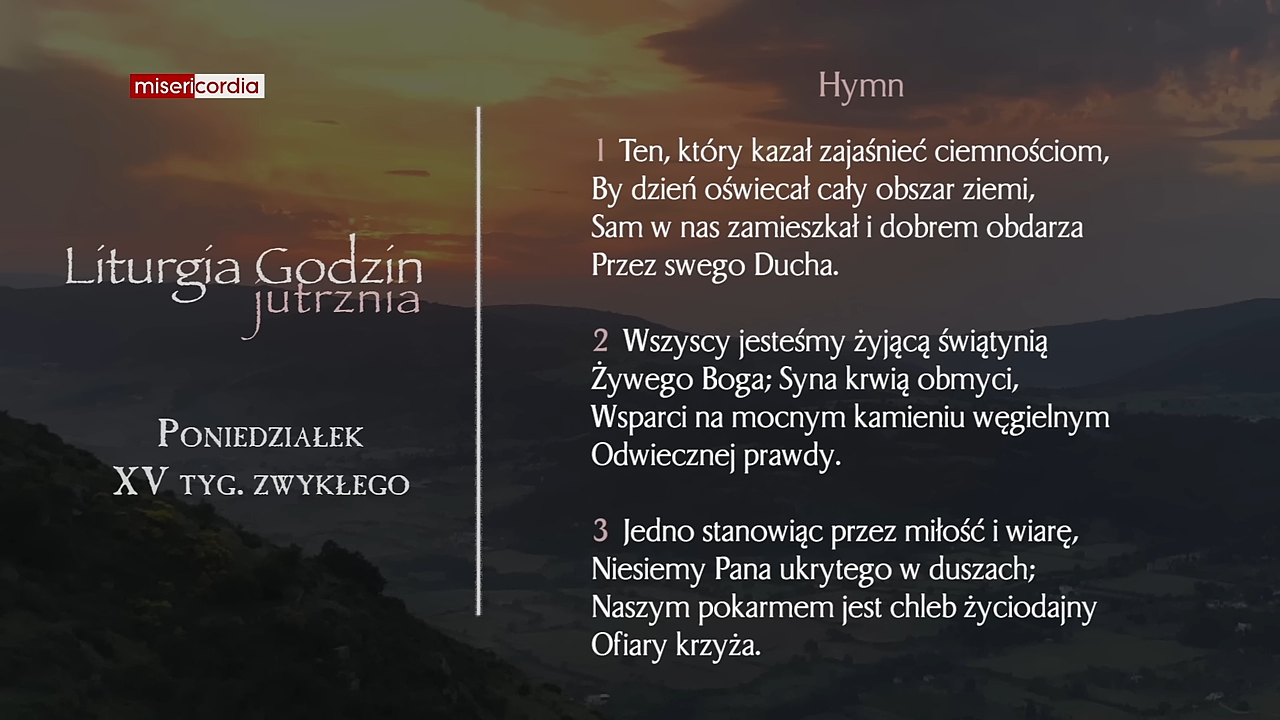 misericordia
Liturgia Godzin
jutrznia
Poniedziałek
XV tyg. zwykłego
Hymn
1 Ten, który kazał zajaśnieć ciemnościom,
By dzień oświecał cały obszar ziemi,
Sam w nas zamieszkał i dobrem obdarza
Przez swego Ducha.
2 Wszyscy jesteśmy żyjącą świątynią
Żywego Boga; Syna krwią obmyci,
Wsparci na mocnym kamieniu węgielnym
Odwiecznej prawdy.
3 Jedno stanowiąc przez miłość i wiarę,
Niesiemy Pana ukrytego w duszach;
Naszym pokarmem jest chleb życiodajny
Ofiary krzyża.